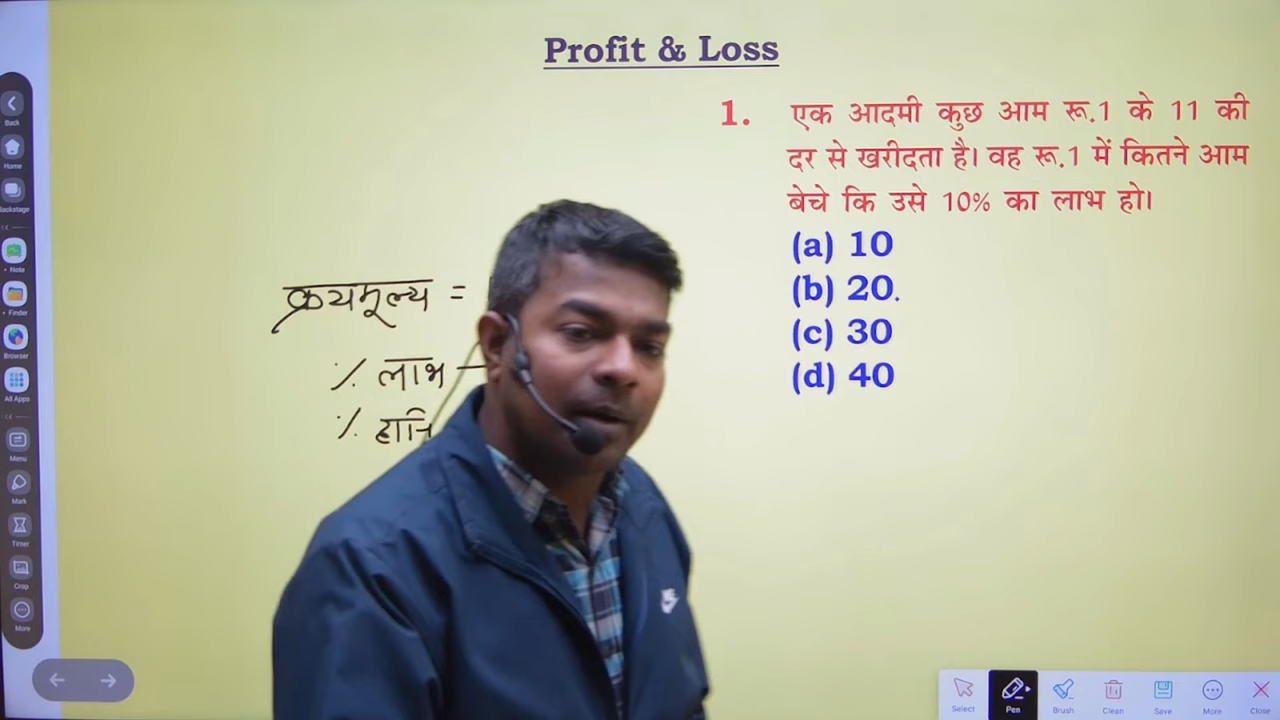 Profit & Loss
1. एक आदमी कुछ आम रू.1 के 11 की
दर से खरीदता है। वह रू.1 में कितने आम
बेचे कि उसे 10% का लाभ हो।
(a) 10
(b) 20.
(c) 30
(d) 40
क्रयमूल्य =
% लाभ –
% हानि
Back
Home
Backstage
+ Note
+ Finder
Browser
All Apps
Menu
Mark
Timer
Crop
More
Select
Pen
Brush
Clean
Save
More
Close